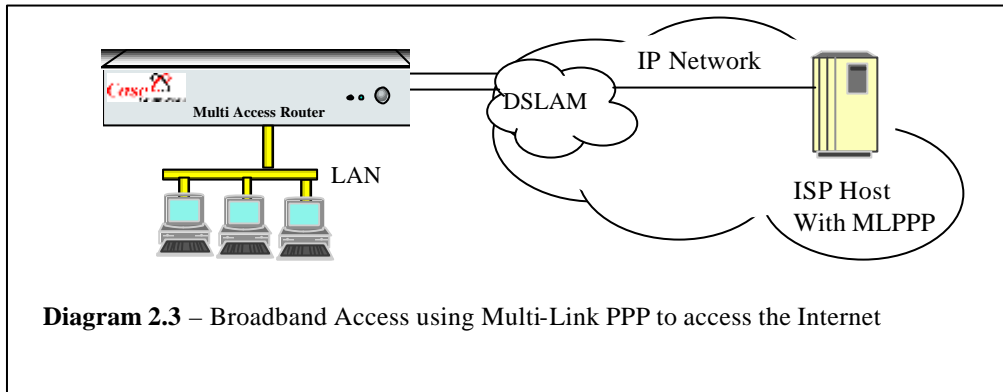 IP Network
Case
DSLAM
Multi Access Router
LAN
ISP Host
With MLPPP
Diagram 2.3 – Broadband Access using Multi-Link PPP to access the Internet